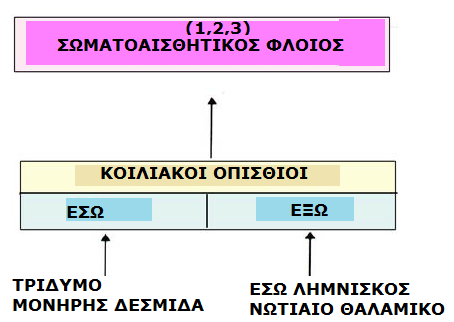 (1,2,3)
ΣΩΜΑΤΟΑΙΣΘΗΤΙΚΟΣ ΦΛΟΙΟΣ
ΚΟΙΛΙΑΚΟΙ ΟΠΙΣΘΙΟΙ
ΕΣΩ
ΕΞΩ
ΤΡΙΔΥΜΟ
ΜΟΝΗΡΗΣ ΔΕΣΜΙΔΑ
ΕΣΩ ΛΗΜΝΙΣΚΟΣ
ΝΩΤΙΑΙΟ ΘΑΛΑΜΙΚΟ